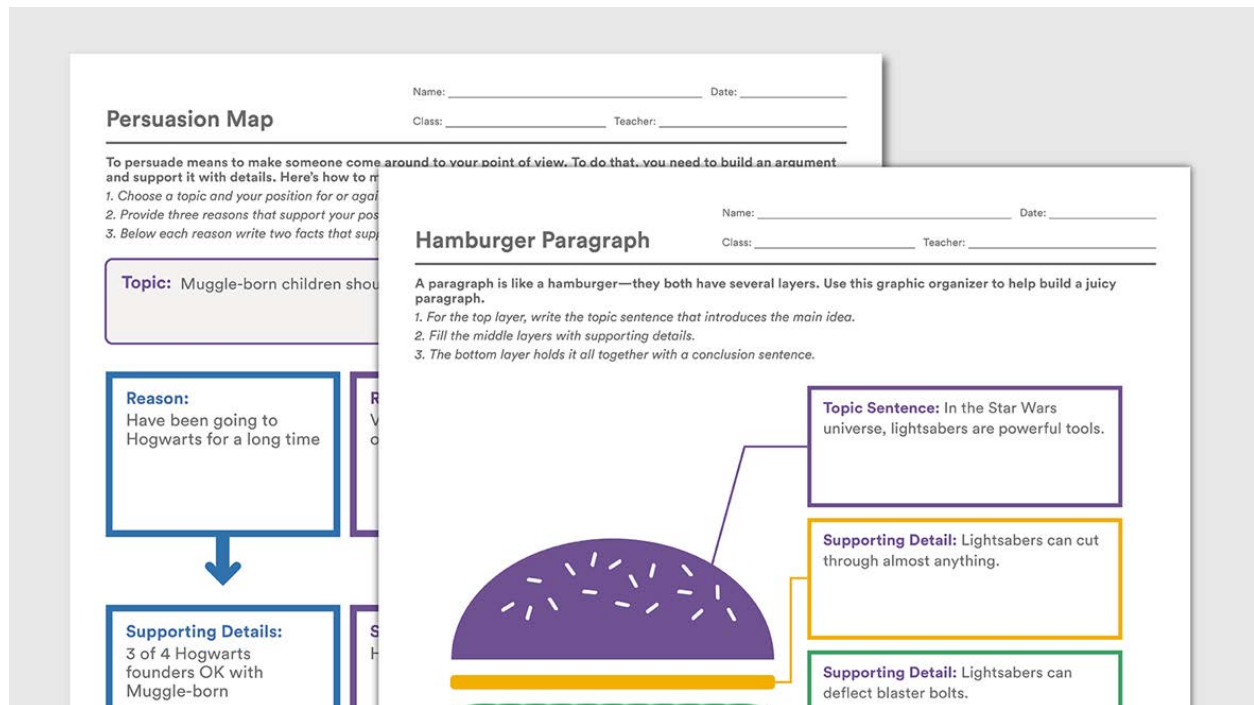 Name: Date:
Persuasion Map
Class: Teacher:
To persuade means to make someone come around to your point of view. To do that, you need to build an argument
and support it with details. Here's how to
1. Choose a topic and your position for or
2. Provide three reasons that support your
3. Below each reason write two facts that
Topic: Muggle-born children
Reason:
Have been going to
Hogwarts for a long time
Supporting Details:
3 of 4 Hogwarts
founders OK with
Muggle-born
Name: Date:
Hamburger Paragraph
Class: Teacher:
A paragraph is like a hamburger—they both have several layers. Use this graphic organizer to help build a juicy
paragraph.
1. For the top layer, write the topic sentence that introduces the main idea.
2. Fill the middle layers with supporting details.
3. The bottom layer holds it all together with a conclusion sentence.
Topic Sentence: In the Star Wars
universe, lightsabers are powerful tools.
Supporting Detail: Lightsabers can cut
through almost anything.
Supporting Detail: Lightsabers can
deflect blaster bolts.